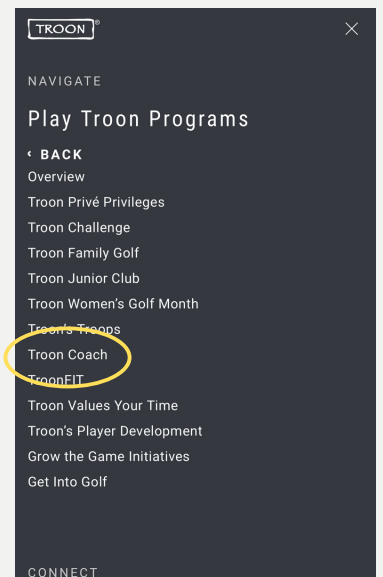 TROON®
NAVIGATE
Play Troon Programs
‹ BACK
Overview
Troon Privé Privileges
Troon Challenge
Troon Family Golf
Troon Junior Club
Troon Women’s Golf Month
Troon’s Troops
Troon Coach
TroonFIT
Troon Values Your Time
Troon’s Player Development
Grow the Game Initiatives
Get Into Golf
CONNECT